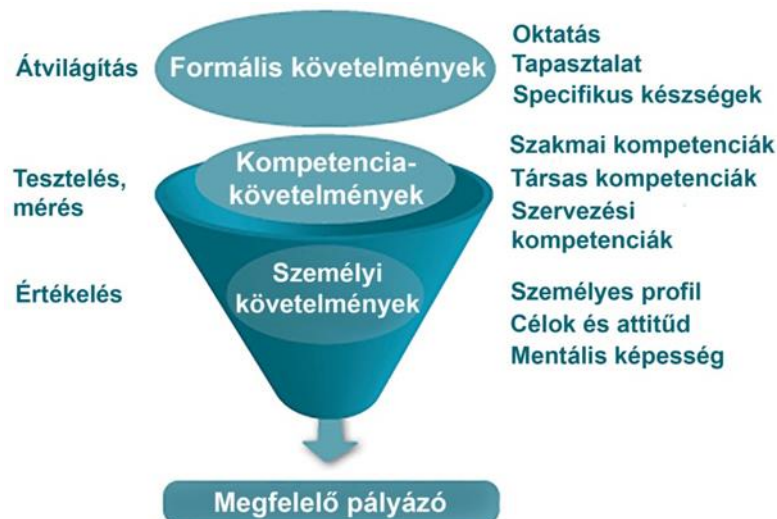 Átvilágítás
Formális követelmények
Oktatás
Tapasztalat
Specifikus készségek
Tesztelés,
mérés
Kompetencia-
követelmények
Szakmai kompetenciák
Társas kompetenciák
Szervezési
kompetenciák
Értékelés
Személyi
követelmények
Személyes profil
Célok és attitűd
Mentális képesség
Megfelelő pályázó